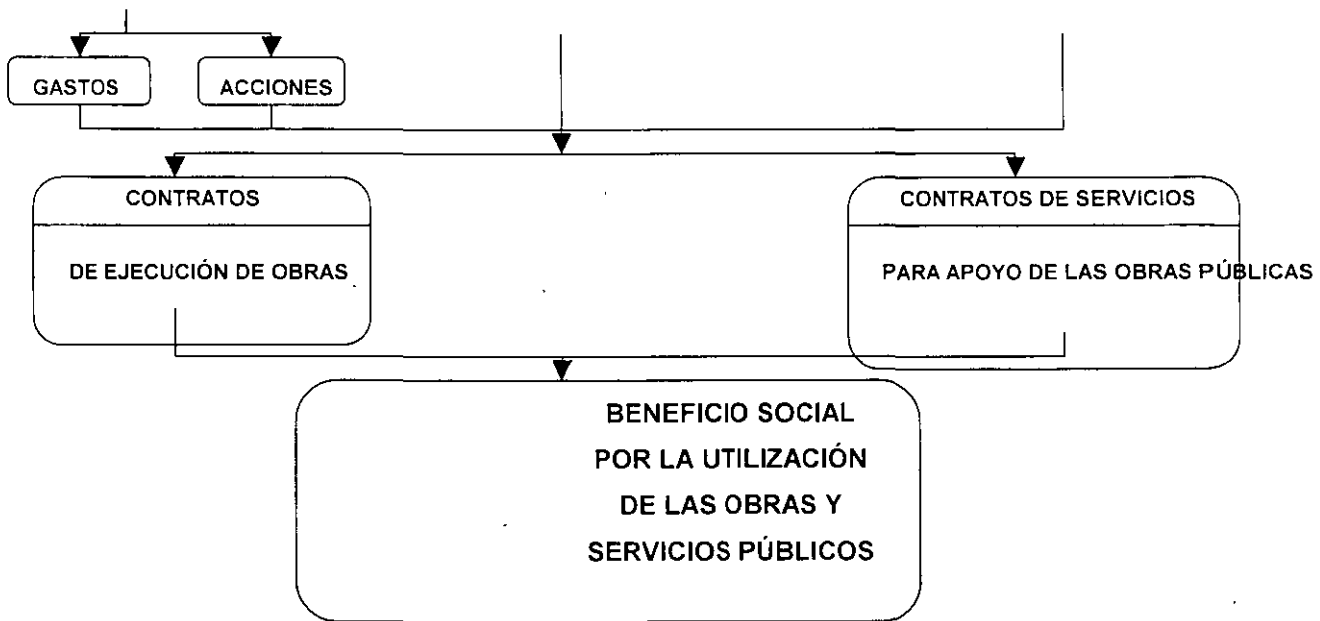 GASTOS
ACCIONES
CONTRATOS
DE EJECUCIÓN DE OBRAS
CONTRATOS DE SERVICIOS
PARA APOYO DE LAS OBRAS PÚBLICAS
BENEFICIO SOCIAL
POR LA UTILIZACIÓN
DE LAS OBRAS Y
SERVICIOS PÚBLICOS